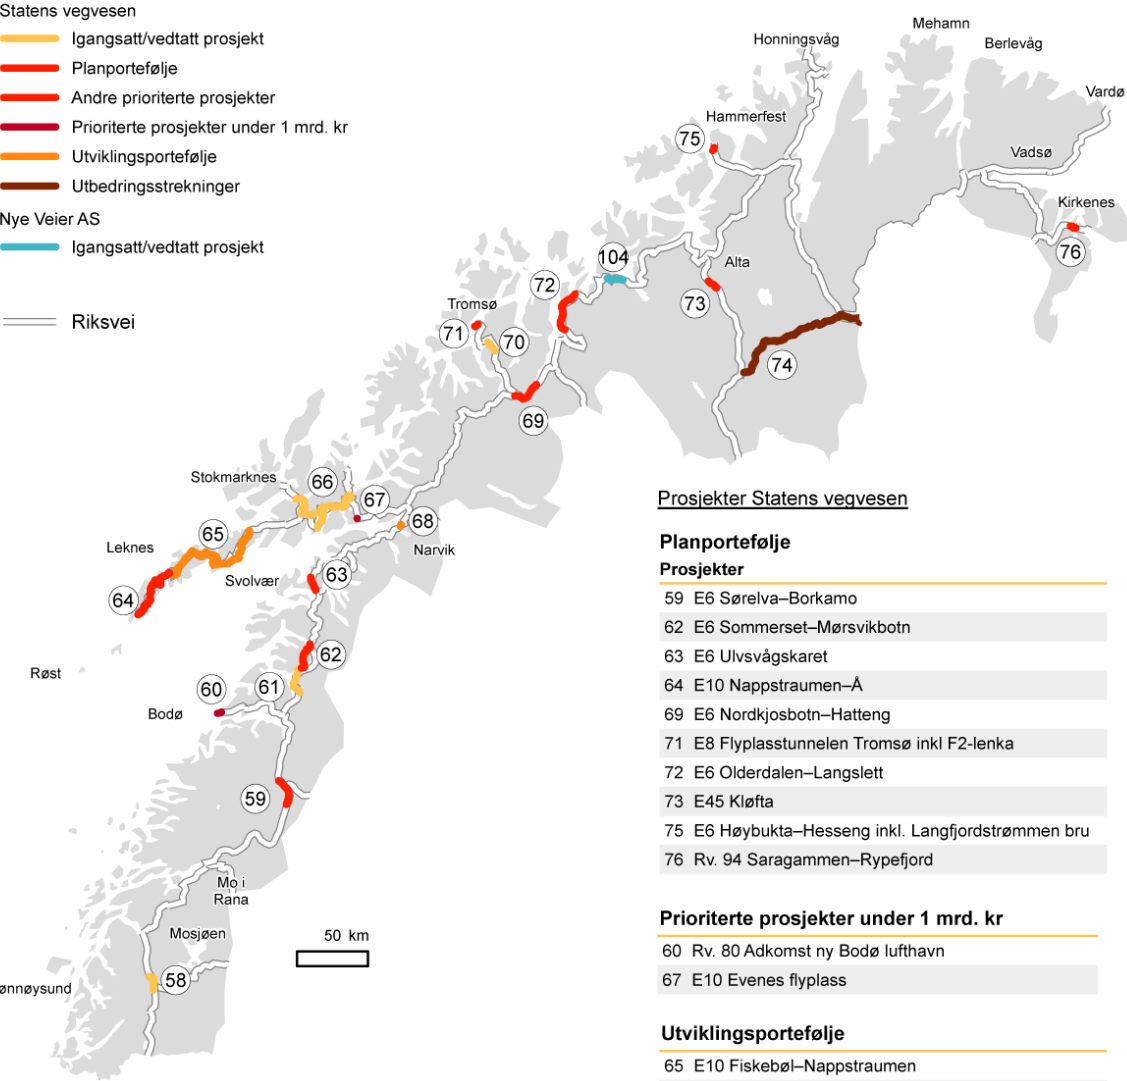 Statens vegvesen
Igangsatt/vedtatt prosjekt
Planportefølje
Andre prioriterte prosjekter
Prioriterte prosjekter under 1 mrd. kr
Utviklingsportefølje
Utbedringsstrekninger
Nye Veier AS
Igangsatt/vedtatt prosjekt
Riksvei
Mehamn
Honningsvåg
Berlevåg
Vardø
Hammerfest
75
Vadsø
Kirkenes
76
104
Alta
72
73
Tromsø
71
70
74
69
Stokmarknes
66
67
65
68
Leknes
Narvik
Svolvær
63
64
62
Røst
61
60
Bodø
59
Mo i
Rana
Mosjøen
50 km
58
ønnøysund
Prosjekter Statens vegvesen
Planportefølje
Prosjekter
59 E6 Sørelva–Borkamo
62 E6 Sommerset–Mørsvikbotn
63 E6 Ulvsvågskaret
64 E10 Nappstraumen–Å
69 E6 Nordkjosbotn–Hatteng
71 E8 Flyplasstunnelen Tromsø inkl F2-lenka
72 E6 Olderdalen–Langslett
73 E45 Kløfta
75 E6 Høybukta–Hesseng inkl. Langfjordstrømmen bru
76 Rv. 94 Saragammen–Rypefjord
Prioriterte prosjekter under 1 mrd. kr
60 Rv. 80 Adkomst ny Bodø lufthavn
67 E10 Evenes flyplass
Utviklingsportefølje
65 E10 Fiskebøl–Nappstraumen